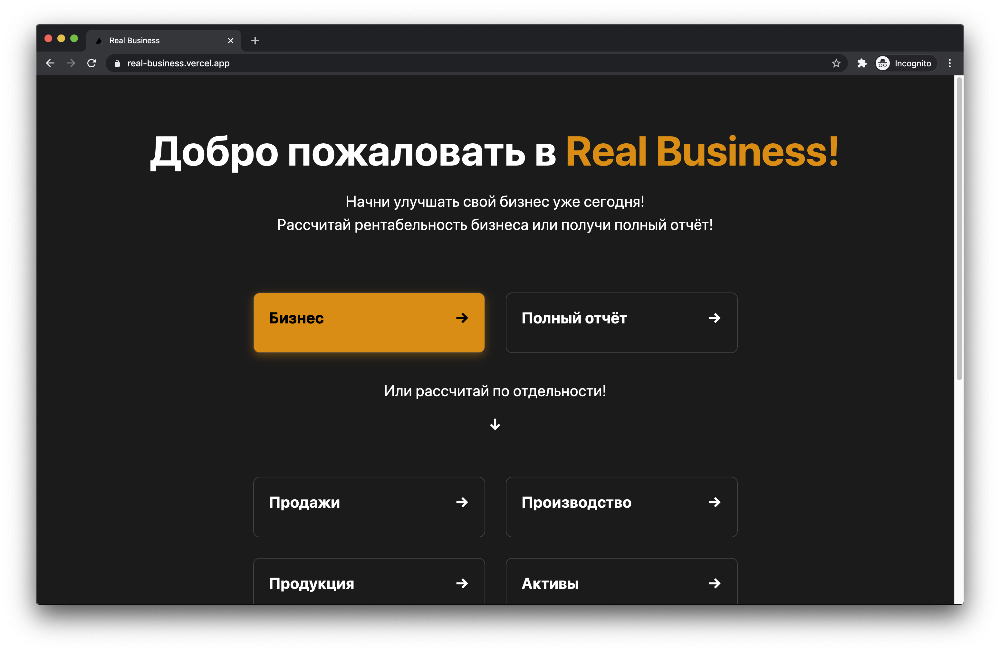 Real Business
real-business.vercel.app
Incognito
Добро пожаловать в Real Business!
Начни улучшать свой бизнес уже сегодня!
Рассчитай рентабельность бизнеса или получи полный отчёт!
Бизнес →
Полный отчёт →
Или рассчитай по отдельности!
↓
Продажи →
Производство →
Продукция →
Активы →